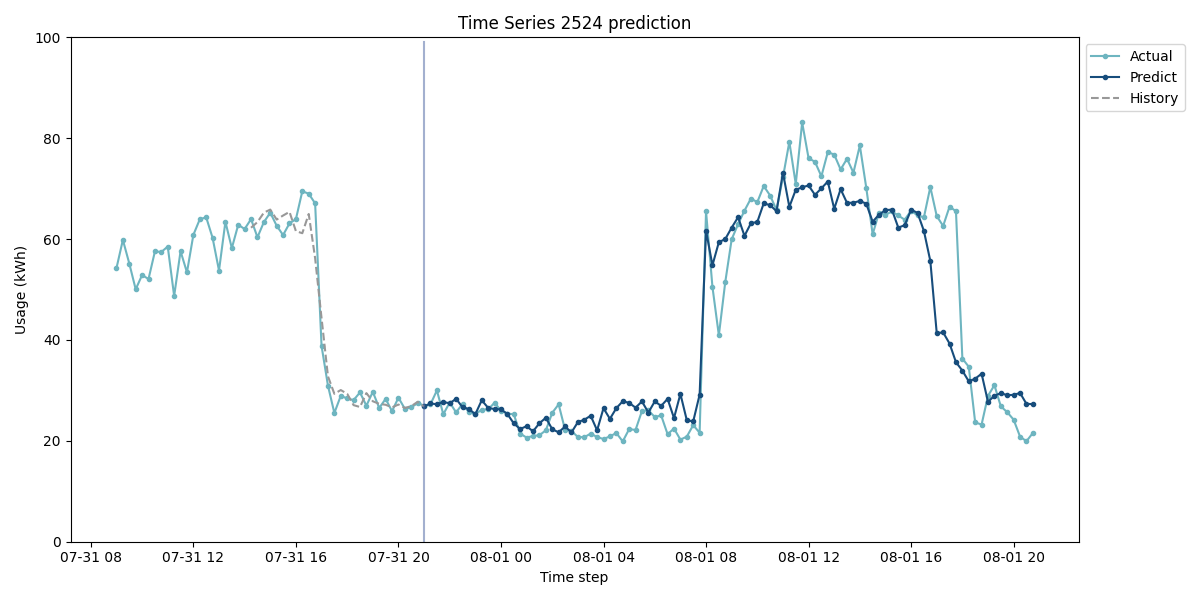 Time Series 2524 prediction
100
80
60
40
20
0
Usage (kWh)
07-31 08
07-31 12
07-31 16
07-31 20
08-01 00
08-01 04
08-01 08
08-01 12
08-01 16
08-01 20
Time step
Actual
Predict
History